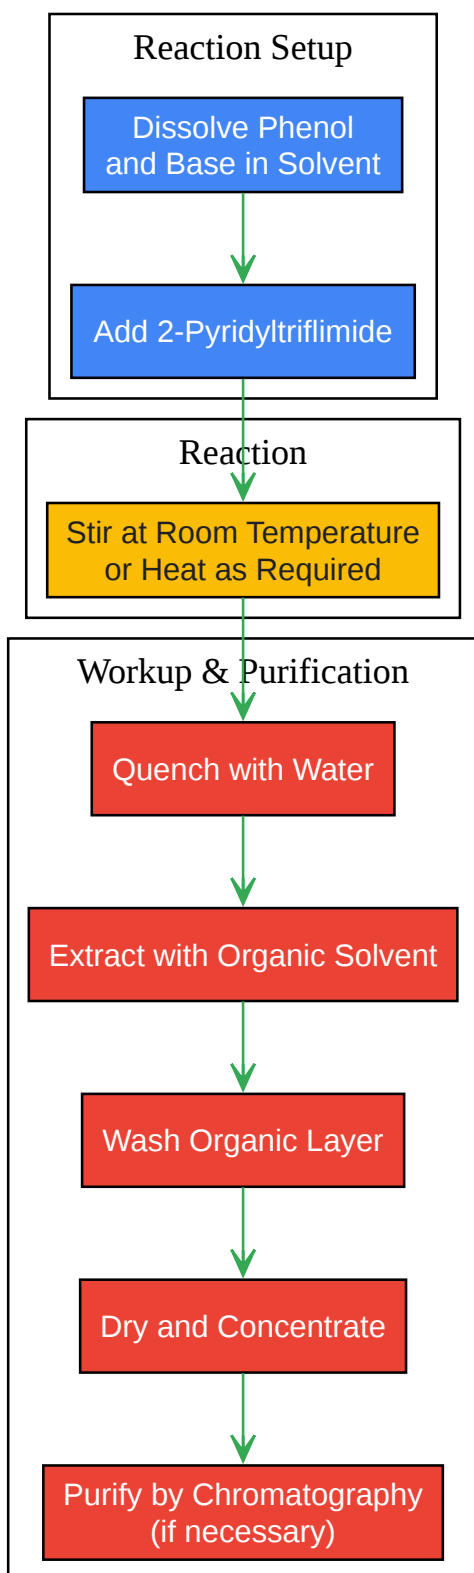 Reaction Setup
Dissolve Phenol
and Base in Solvent
Add 2-Pyridyltriflimide
Reaction
Stir at Room Temperature
or Heat as Required
Workup & Purification
Quench with Water
Extract with Organic Solvent
Wash Organic Layer
Dry and Concentrate
Purify by Chromatography
(if necessary)